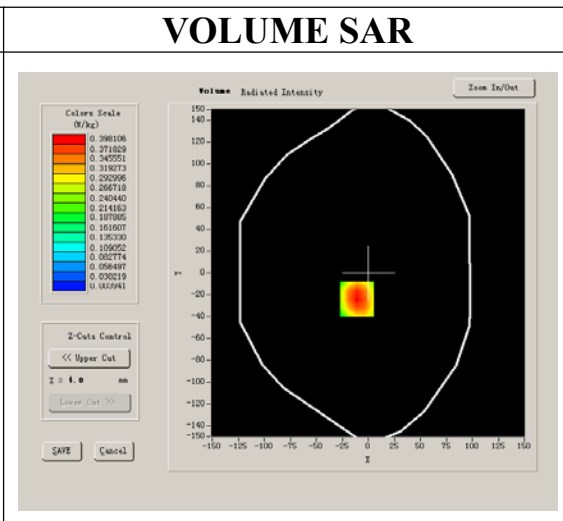 VOLUME SAR
Volume Radiated Intensity
Zoom In/Out
Colors Scale
(W/kg)
0.398106
0.371829
0.345551
0.319273
0.292996
0.266718
0.240440
0.214163
0.187885
0.161607
0.135330
0.109052
0.082774
0.056497
0.030219
0.003941
150
140
120
100
80
60
40
20
0
-20
-40
-60
-80
-100
-120
-140
-150
Y
-150 -125 -100 -75 -50 -25 0 25 50 75 100 125 150
X
Z-Cuts Control
<< Upper Cut
Z = 4.0 mm
Lower Cut >>
SAVE Cancel